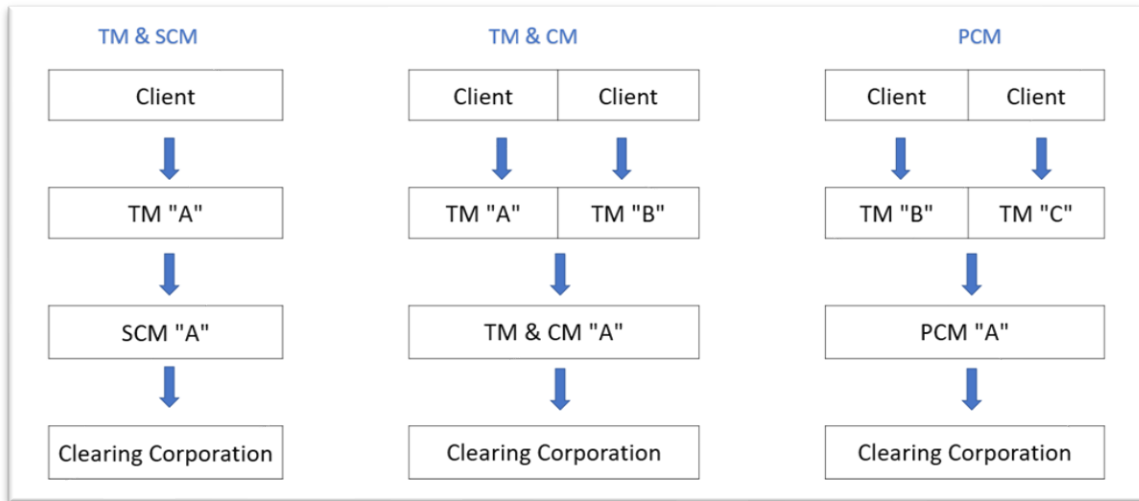 TM & SCM
Client
TM "A"
SCM "A"
Clearing Corporation
TM & CM
Client
Client
TM "A"
TM "B"
TM & CM "A"
Clearing Corporation
PCM
Client
Client
TM "B"
TM "C"
PCM "A"
Clearing Corporation